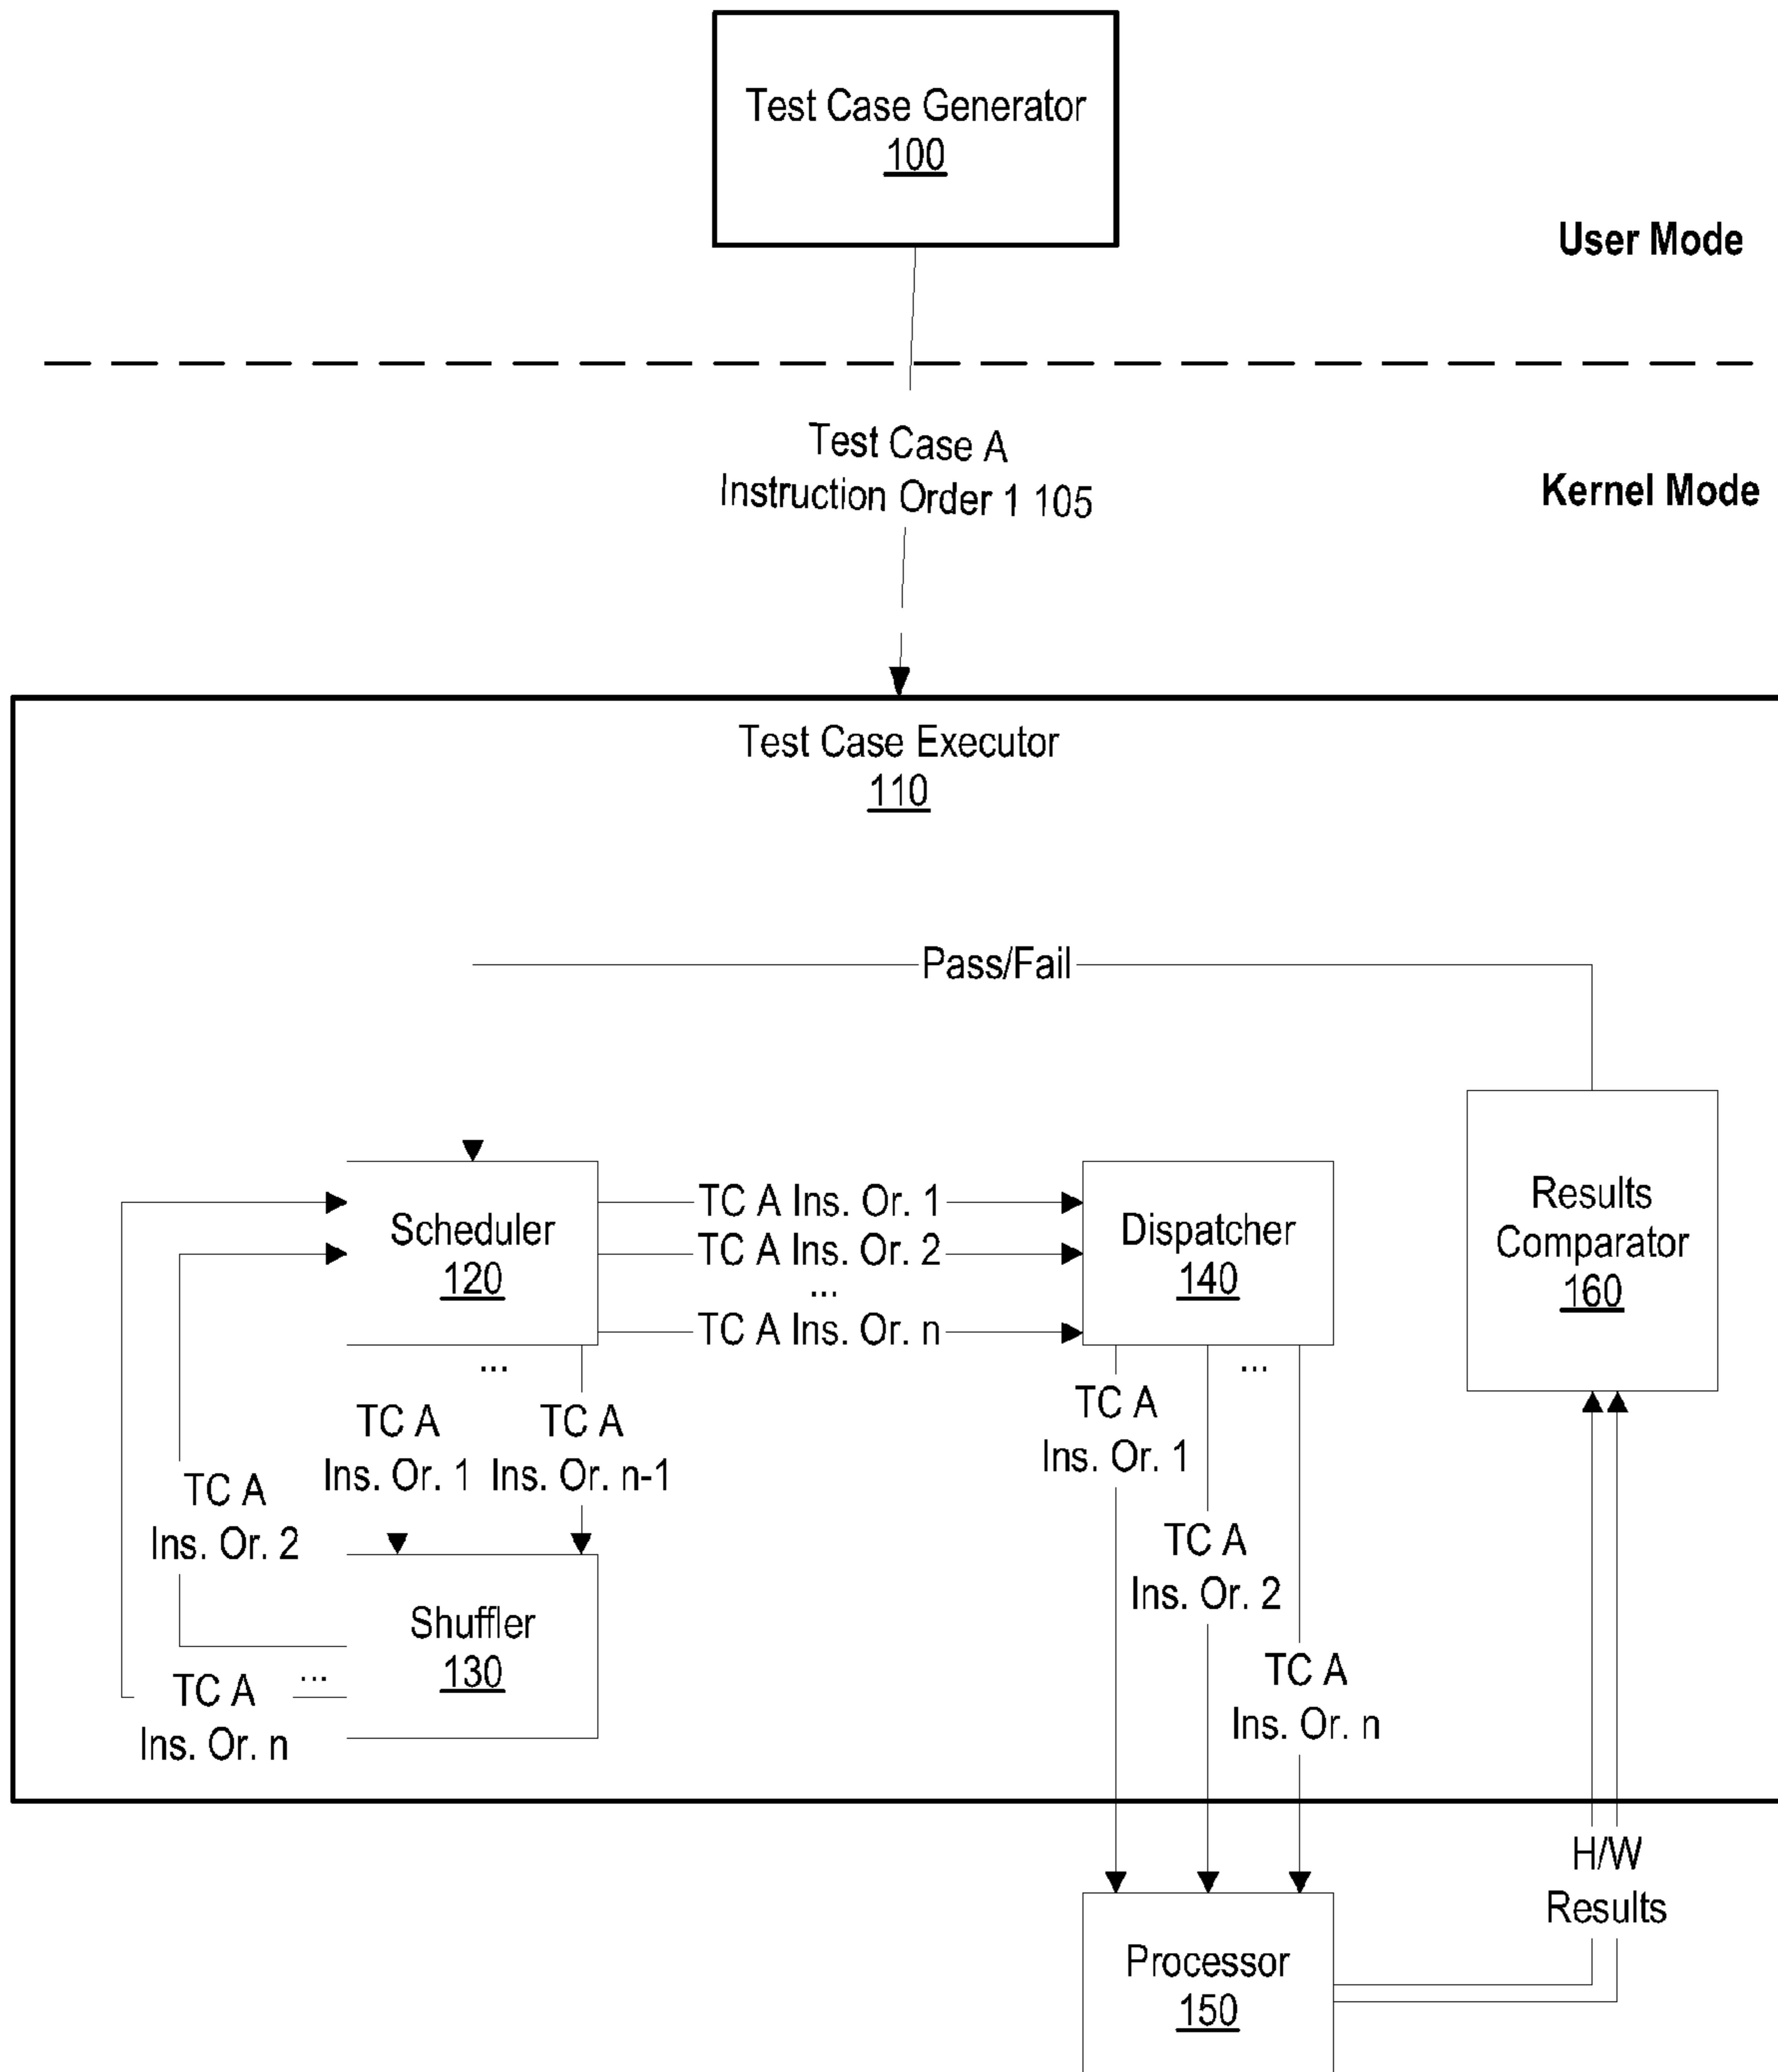 Test Case Generator
100
User Mode
Test Case A
Instruction Order 1 105
Kernel Mode
Test Case Executor
110
Pass/Fail
Scheduler
120
TC A Ins. Or. 1
TC A Ins. Or. 2
...
TC A Ins. Or. n
Dispatcher
140
Results
Comparator
160
...
TC A
Ins. Or. 1
TC A
Ins. Or. n-1
...
TC A
Ins. Or. 1
TC A
Ins. Or. 2
TC A
Ins. Or. 2
TC A
Ins. Or. n
Shuffler
130
...
TC A
Ins. Or. n
H/W
Results
Processor
150